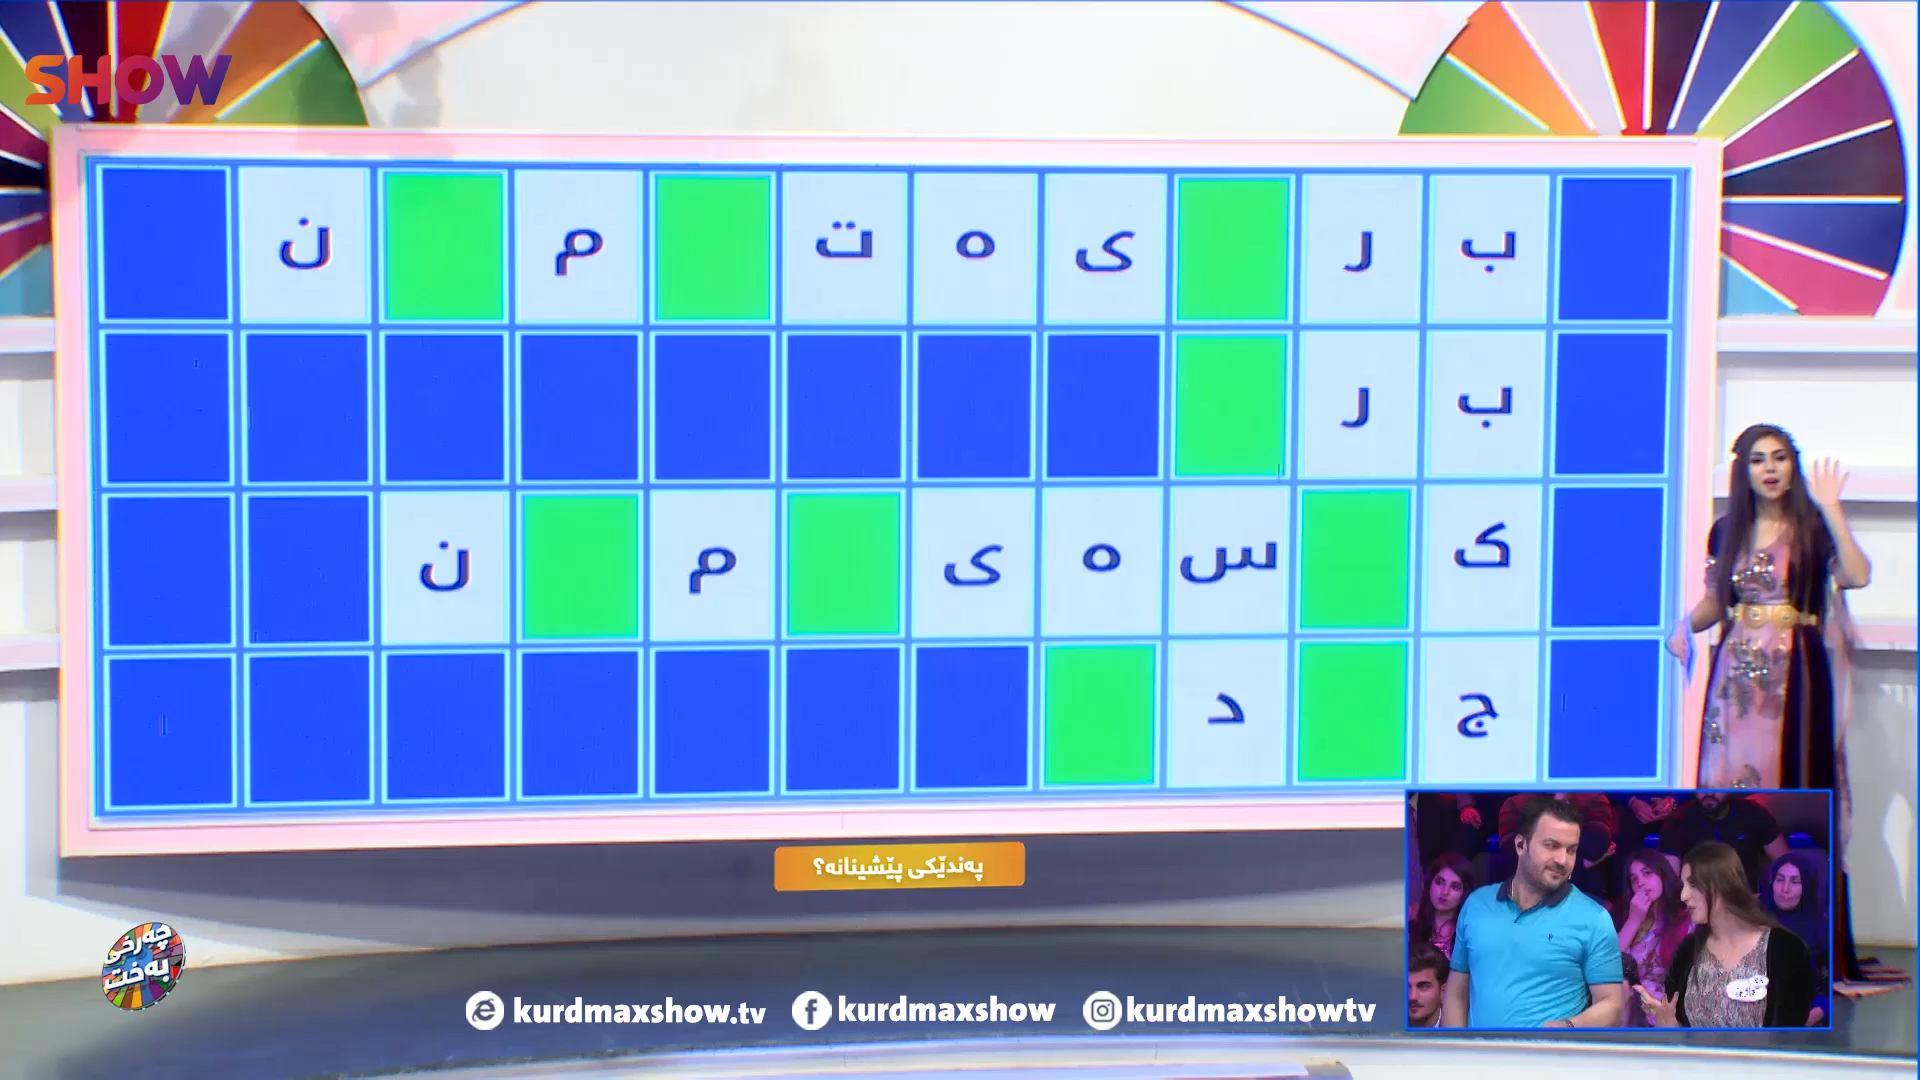 SHOW
ب ر ی ە ت م ن
ب ر
ک س ە ی م ن
ج د
پەندێکی پێشینانە؟
چەرخی
بەخت
kurdmaxshow.tv kurdmaxshow kurdmaxshowtv